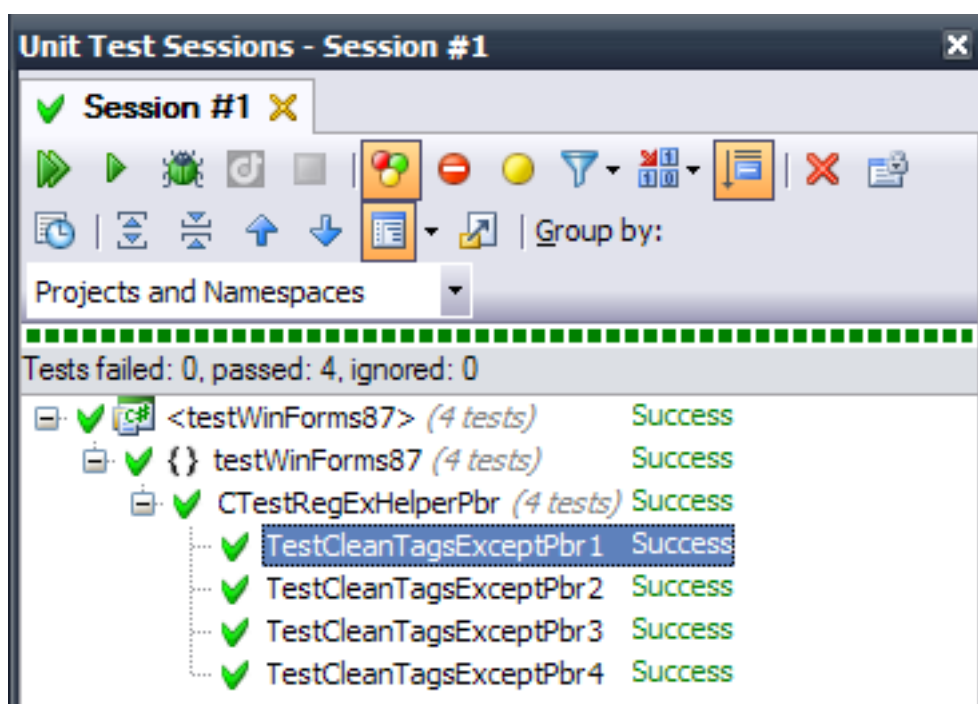 Unit Test Sessions - Session #1
Session #1
Group by:
Projects and Namespaces
Tests failed: 0, passed: 4, ignored: 0
<testWinForms87> (4 tests) Success
{} testWinForms87 (4 tests) Success
CTestRegExHelperPbr (4 tests) Success
TestCleanTagsExceptPbr1 Success
TestCleanTagsExceptPbr2 Success
TestCleanTagsExceptPbr3 Success
TestCleanTagsExceptPbr4 Success